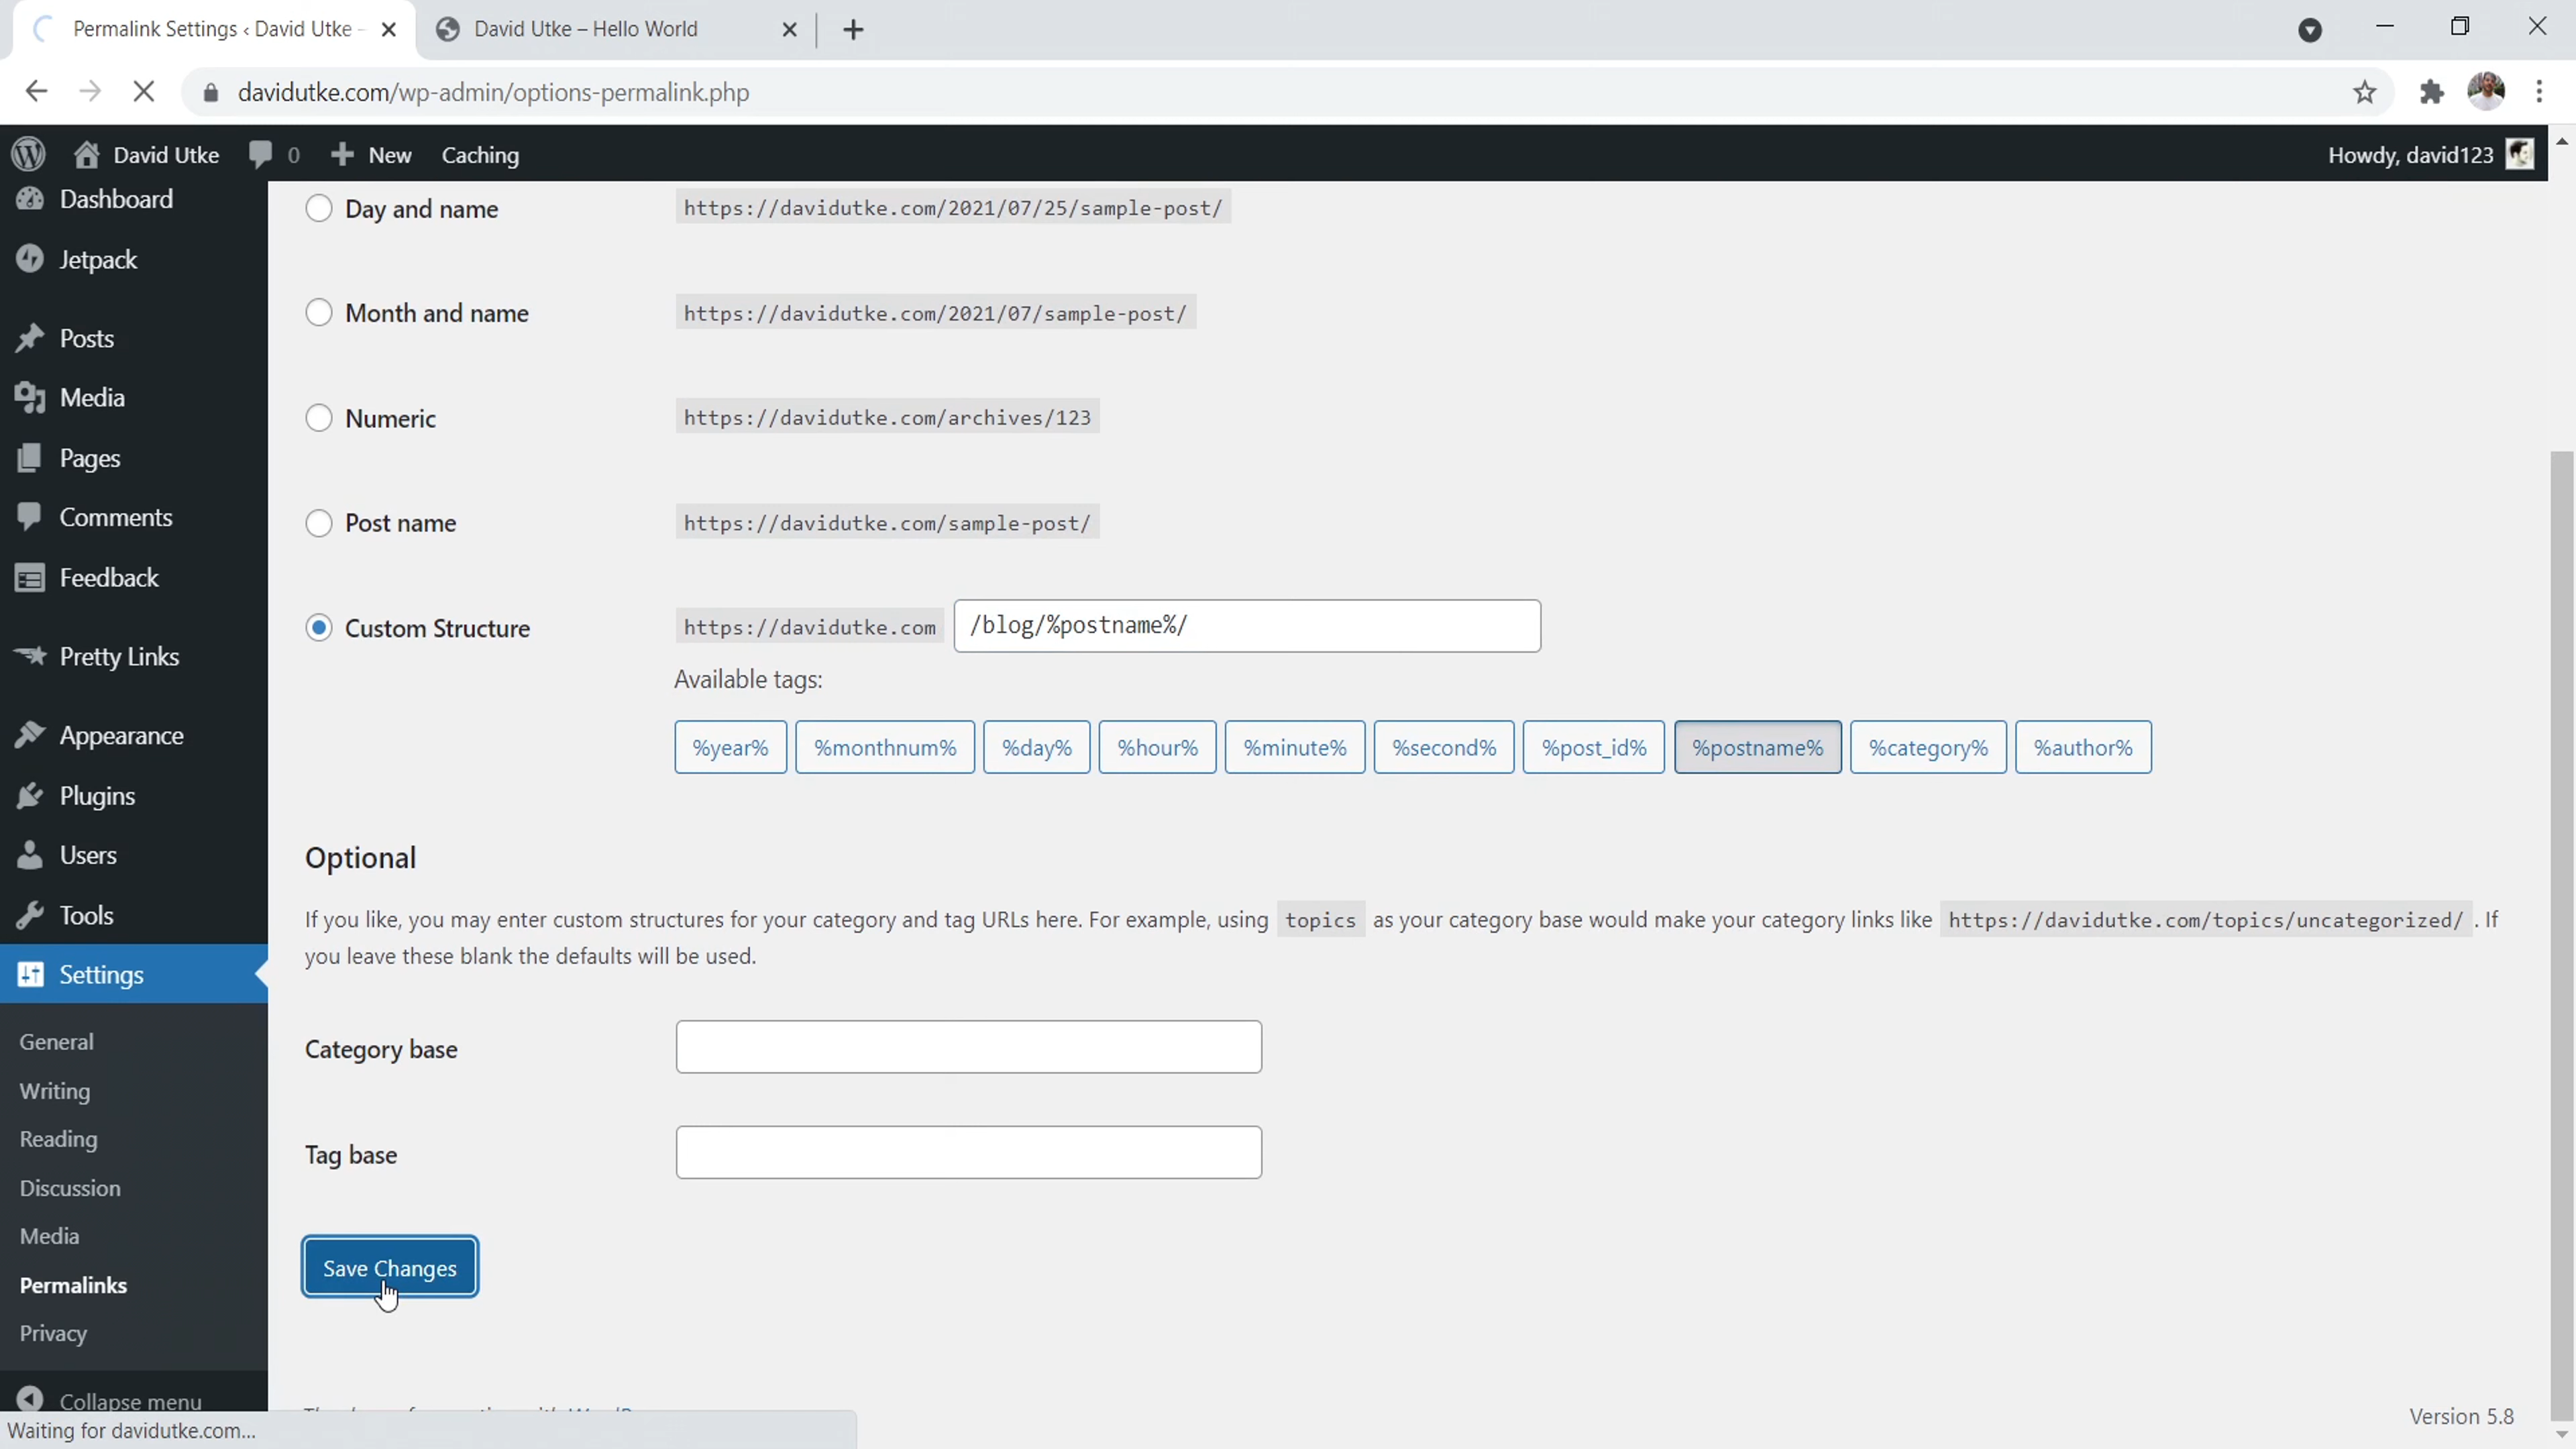 Permalink Settings ‹ David Utke –
David Utke – Hello World
davidutke.com/wp-admin/options-permalink.php
David Utke
0
New
Caching
Howdy, david123
Dashboard
Jetpack
Posts
Media
Pages
Comments
Feedback
Pretty Links
Appearance
Plugins
Users
Tools
Settings
General
Writing
Reading
Discussion
Media
Permalinks
Privacy
Collapse menu
Day and name
https://davidutke.com/2021/07/25/sample-post/
Month and name
https://davidutke.com/2021/07/sample-post/
Numeric
https://davidutke.com/archives/123
Post name
https://davidutke.com/sample-post/
Custom Structure
https://davidutke.com
/blog/%postname%/
Available tags:
%year% %monthnum% %day% %hour% %minute% %second% %post_id% %postname% %category% %author%
Optional
If you like, you may enter custom structures for your category and tag URLs here. For example, using topics as your category base would make your category links like https://davidutke.com/topics/uncategorized/ . If
you leave these blank the defaults will be used.
Category base
Tag base
Save Changes
Version 5.8
Waiting for davidutke.com...